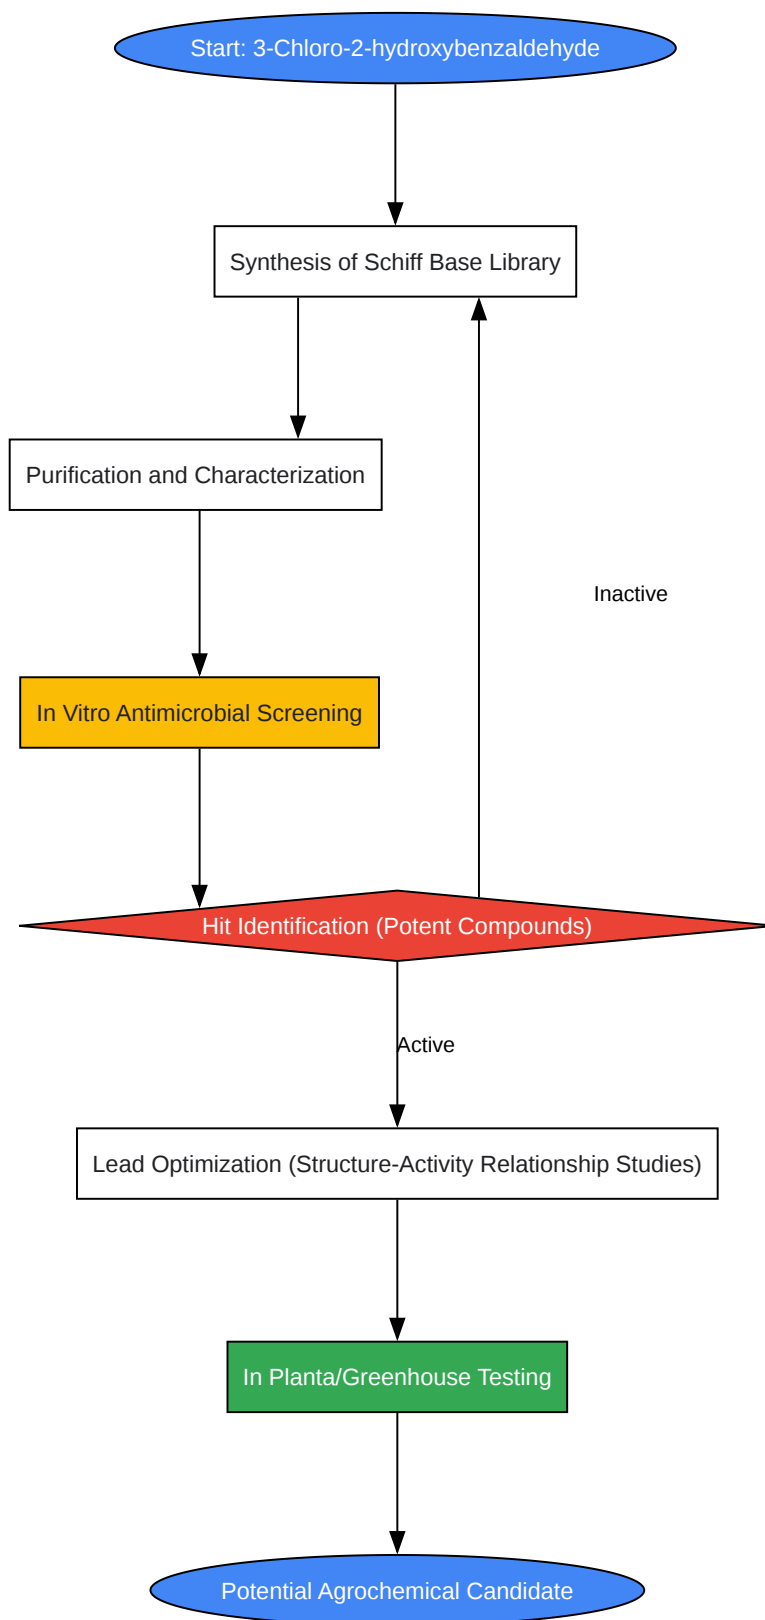 Start: 3-Chloro-2-hydroxybenzaldehyde
Synthesis of Schiff Base Library
Purification and Characterization
Inactive
In Vitro Antimicrobial Screening
Hit Identification (Potent Compounds)
Active
Lead Optimization (Structure-Activity Relationship Studies)
In Planta/Greenhouse Testing
Potential Agrochemical Candidate